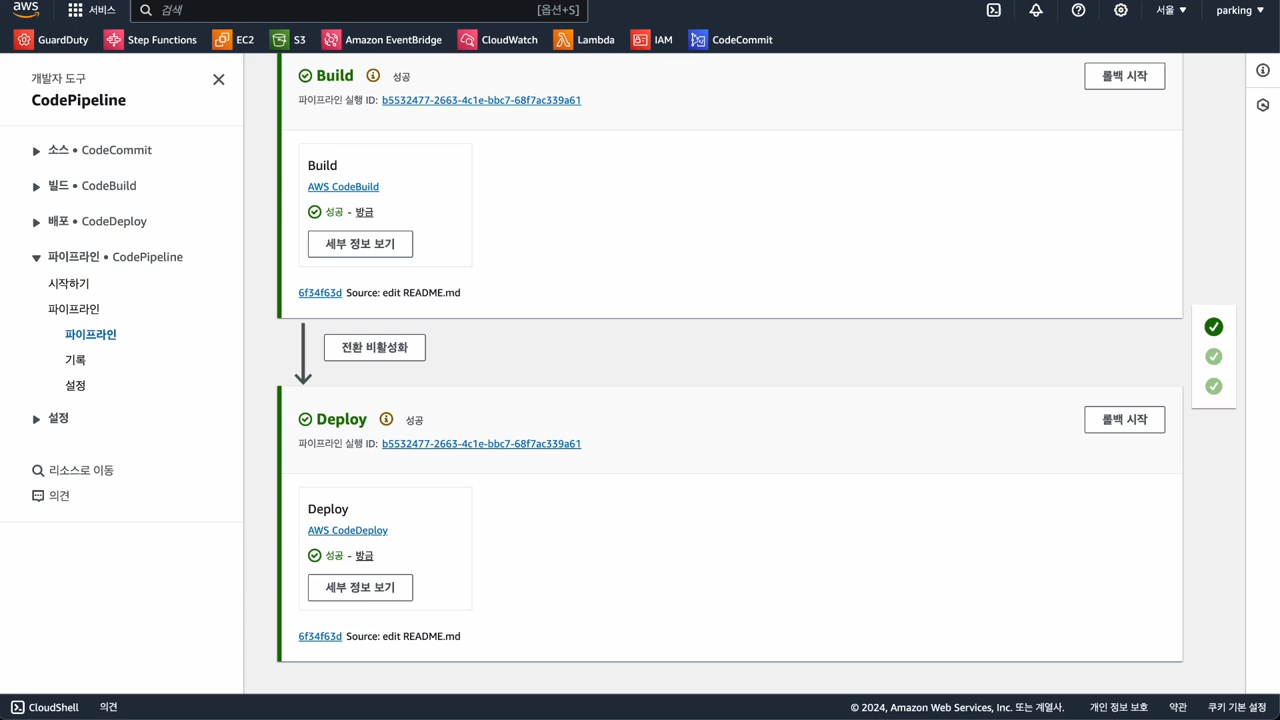 aws 서비스 검색 [옵션+S] 서울 ▼ parking ▼
GuardDuty Step Functions EC2 S3 Amazon EventBridge CloudWatch Lambda IAM CodeCommit
개발자 도구
CodePipeline
소스 • CodeCommit
빌드 • CodeBuild
배포 • CodeDeploy
파이프라인 • CodePipeline
시작하기
파이프라인
파이프라인
기록
설정
설정
리소스로 이동
의견
Build 성공
롤백 시작
파이프라인 실행 ID: b5532477-2663-4c1e-bbc7-68f7ac339a61
Build
AWS CodeBuild
성공 - 방금
세부 정보 보기
6f34f63d Source: edit README.md
전환 비활성화
Deploy 성공
롤백 시작
파이프라인 실행 ID: b5532477-2663-4c1e-bbc7-68f7ac339a61
Deploy
AWS CodeDeploy
성공 - 방금
세부 정보 보기
6f34f63d Source: edit README.md
CloudShell 의견 © 2024, Amazon Web Services, Inc. 또는 계열사. 개인 정보 보호 약관 쿠키 기본 설정